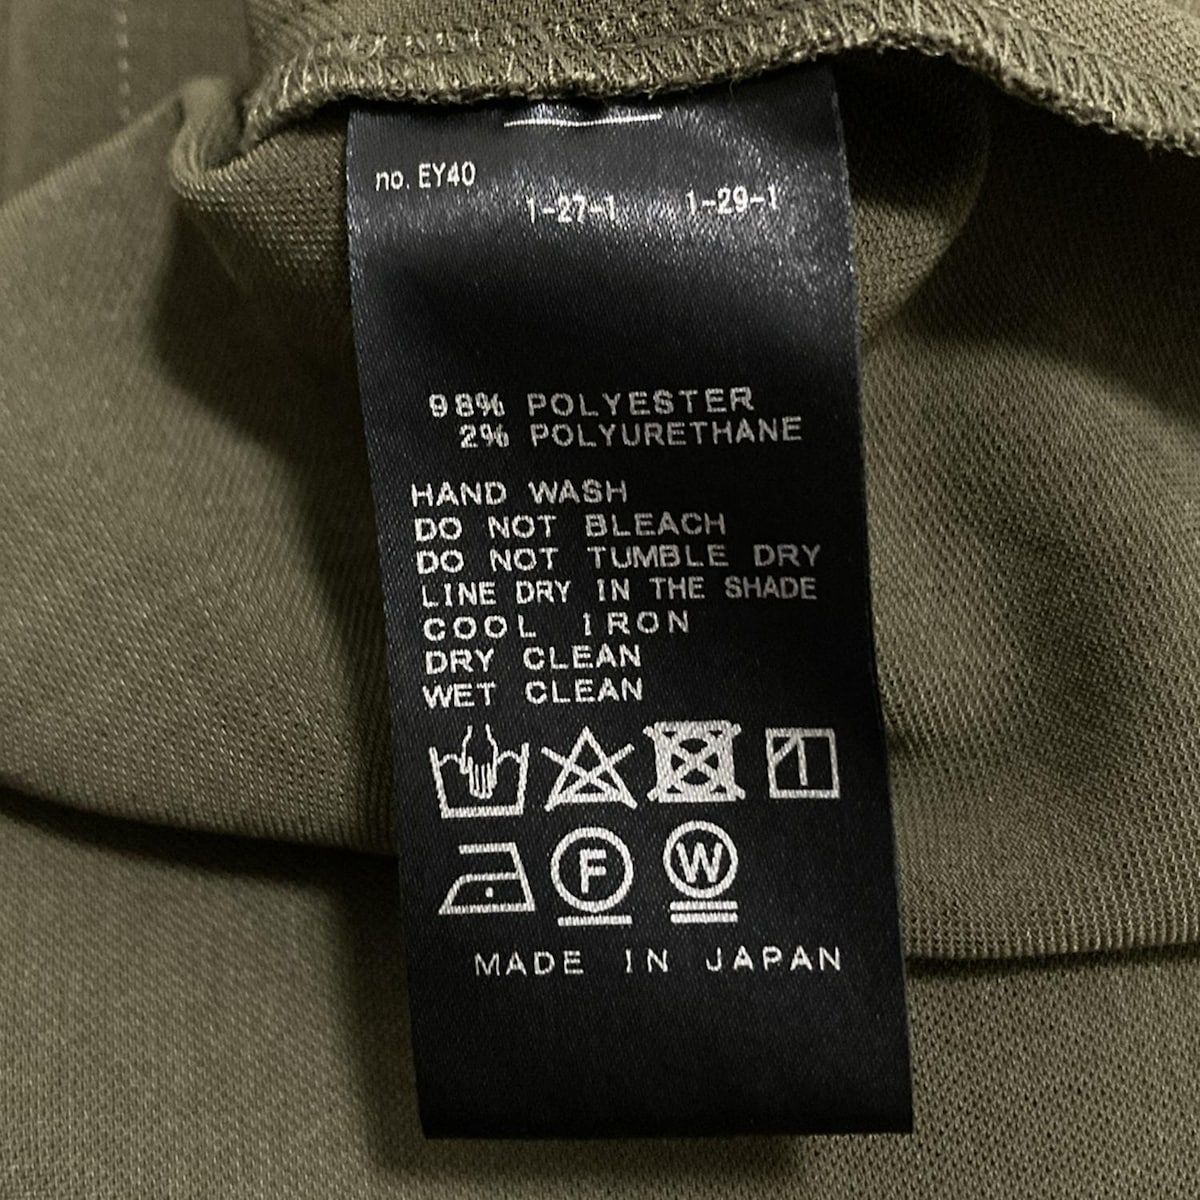 no. EY40
1-27-1 1-29-1
98% POLYESTER
2% POLYURETHANE
HAND WASH
DO NOT BLEACH
DO NOT TUMBLE DRY
LINE DRY IN THE SHADE
COOL IRON
DRY CLEAN
WET CLEAN
F W
MADE IN JAPAN